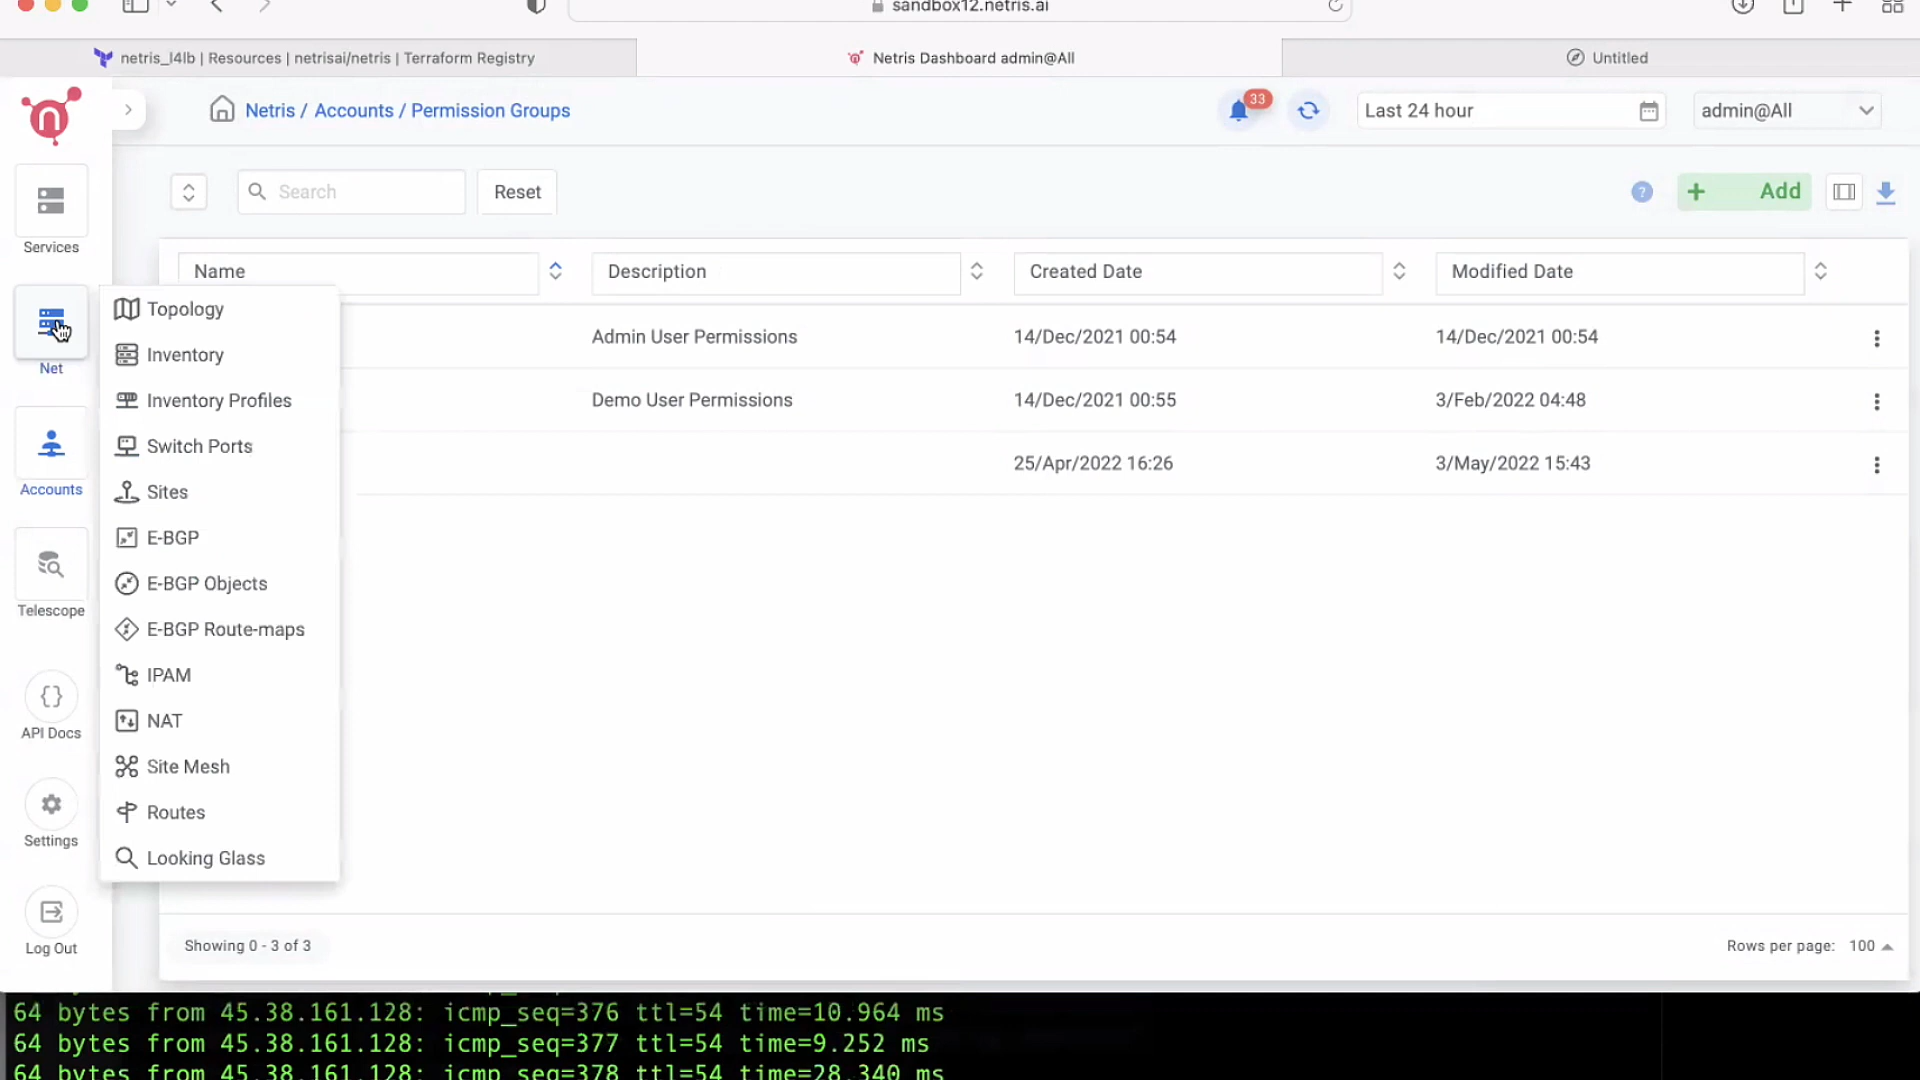 sandbox12.netris.ai
netris_l4lb | Resources | netrisai/netris | Terraform Registry
Netris Dashboard admin@All
Untitled
Netris / Accounts / Permission Groups
33
Last 24 hour
admin@All
Search
Reset
? + Add
Name
Description
Created Date
Modified Date
Admin User Permissions 14/Dec/2021 00:54 14/Dec/2021 00:54
Demo User Permissions 14/Dec/2021 00:55 3/Feb/2022 04:48
25/Apr/2022 16:26 3/May/2022 15:43
Services
Net
Accounts
Telescope
API Docs
Settings
Log Out
Topology
Inventory
Inventory Profiles
Switch Ports
Sites
E-BGP
E-BGP Objects
E-BGP Route-maps
IPAM
NAT
Site Mesh
Routes
Looking Glass
Showing 0 - 3 of 3
Rows per page: 100
64 bytes from 45.38.161.128: icmp_seq=376 ttl=54 time=10.964 ms
64 bytes from 45.38.161.128: icmp_seq=377 ttl=54 time=9.252 ms
64 bytes from 45.38.161.128: icmp_seq=378 ttl=54 time=28.340 ms